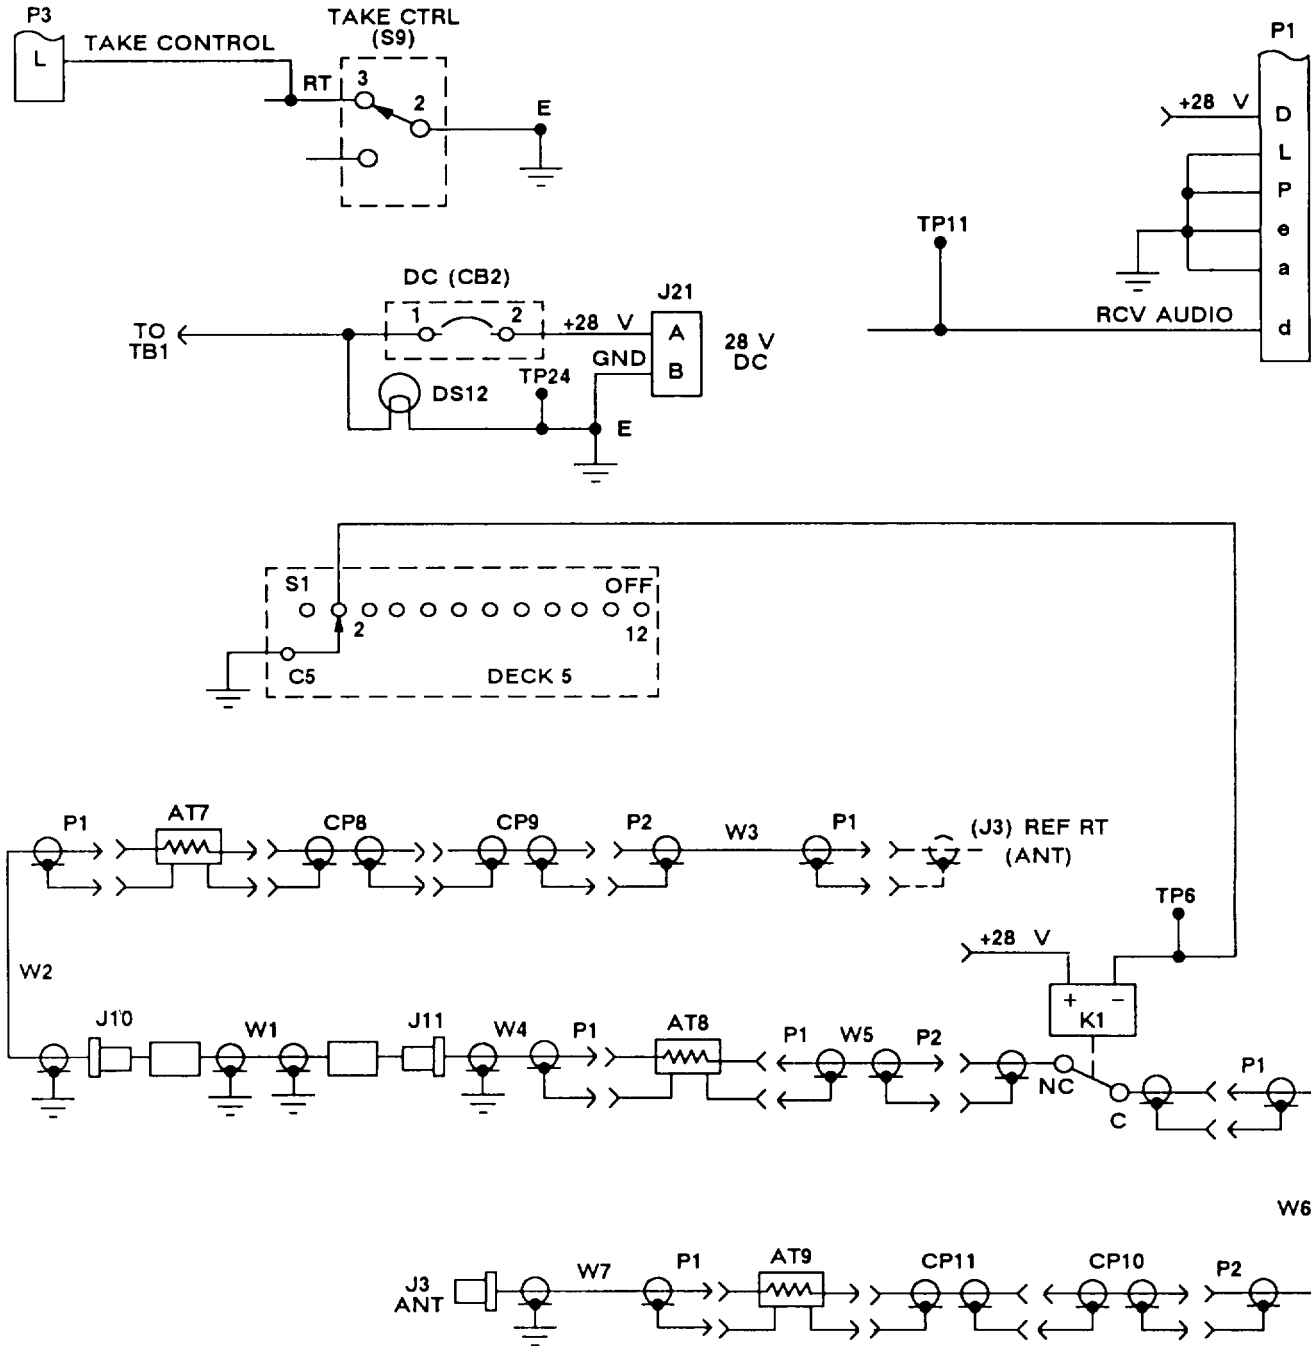 P3
TAKE CTRL
(S9)
P1
TAKE CONTROL
L
RT
3
2
E
+28 V
D
L
P
e
a
d
TP11
RCV AUDIO
DC (CB2)
J21
TO
TB1
1
2
+28 V
A
28 V
DC
GND
B
TP24
DS12
E
S1
OFF
2
12
C5
DECK 5
P1
AT7
CP8
CP9
P2
W3
P1
(J3) REF RT
(ANT)
TP6
+28 V
W2
+ -
K1
J10
W1
J11
W4
P1
AT8
P1
W5
P2
NC
C
P1
W6
J3
ANT
W7
P1
AT9
CP11
CP10
P2